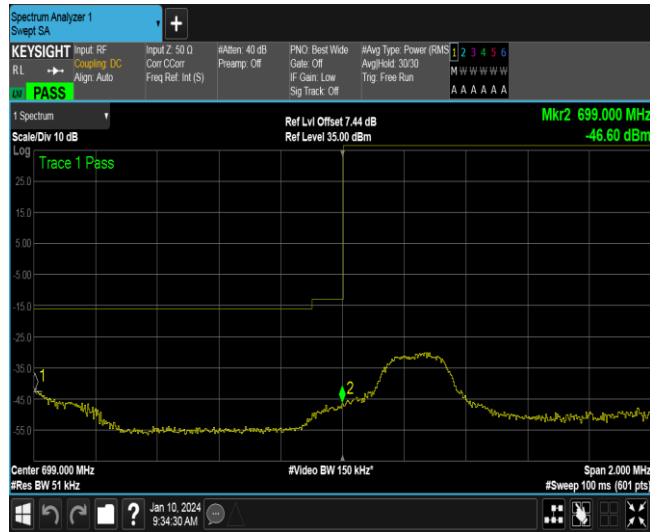 Spectrum Analyzer 1
Swept SA
+
KEYSIGHT
R L
LNI PASS
Input: RF
Coupling: DC
Align: Auto
Input Z: 50 Ω
Corr CCorr
Freq Ref: Int (S)
#Atten: 40 dB
Preamp: Off
PNO: Best Wide
Gate: Off
IF Gain: Low
Sig Track: Off
#Avg Type: Power (RMS
Avg|Hold: 30/30
Trig: Free Run
1 2 3 4 5 6
M W W W W W
A A A A A A
1 Spectrum
Scale/Div 10 dB
Ref Lvl Offset 7.44 dB
Ref Level 35.00 dBm
Mkr2 699.000 MHz
-46.60 dBm
Log
Trace 1 Pass
25.0
15.0
5.00
-5.00
-15.0
-25.0
-35.0
-45.0
-55.0
1
2
Center 699.000 MHz
#Res BW 51 kHz
#Video BW 150 kHz*
Span 2.000 MHz
#Sweep 100 ms (601 pts)
?
Jan 10, 2024
9:34:30 AM